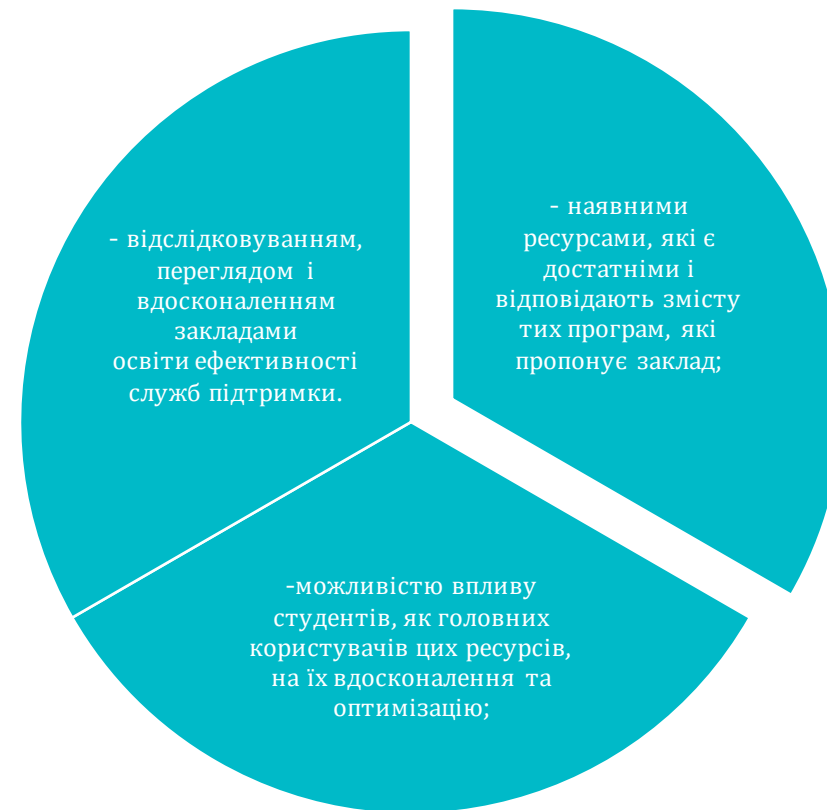 - наявними
ресурсами, які є
достатніми і
відповідають змісту
тих програм, які
пропонує заклад;
-можливістю впливу
студентів, як головних
користувачів цих ресурсів,
на їх вдосконалення та
оптимізацію;
- відслідковуванням,
переглядом і
вдосконаленням
закладами
освіти ефективності
служб підтримки.